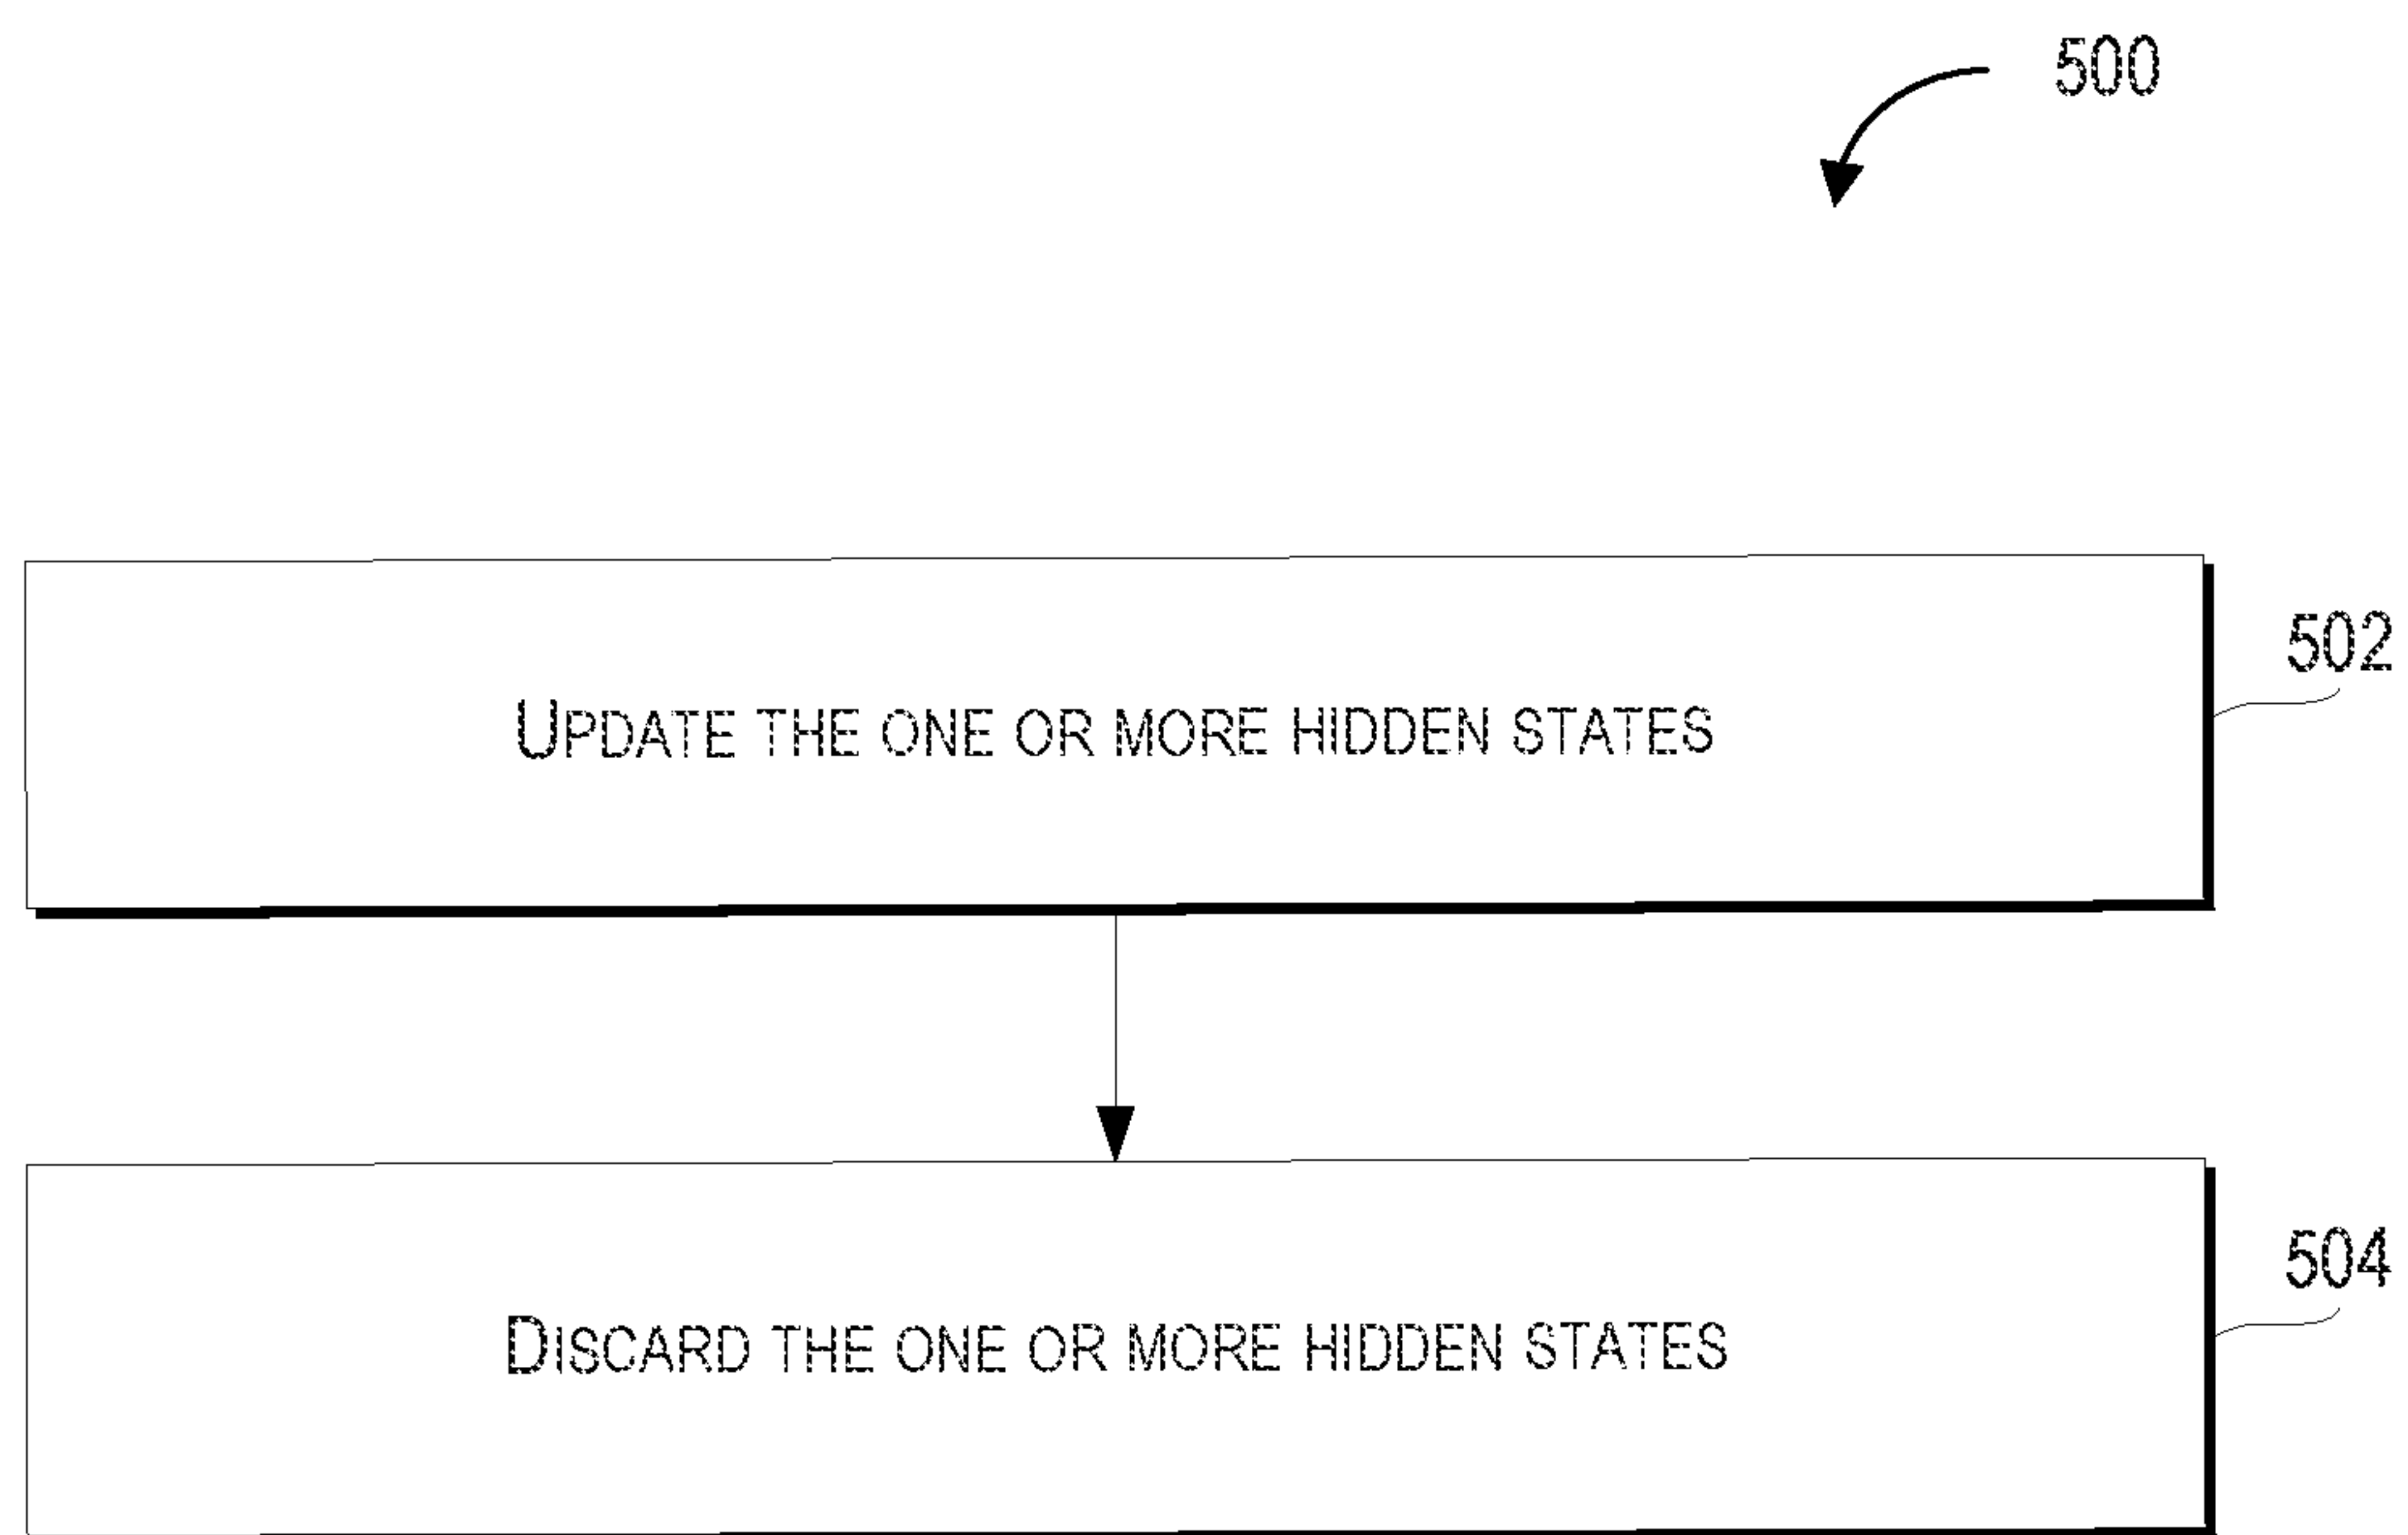 500
UPDATE THE ONE OR MORE HIDDEN STATES
502
DISCARD THE ONE OR MORE HIDDEN STATES
504